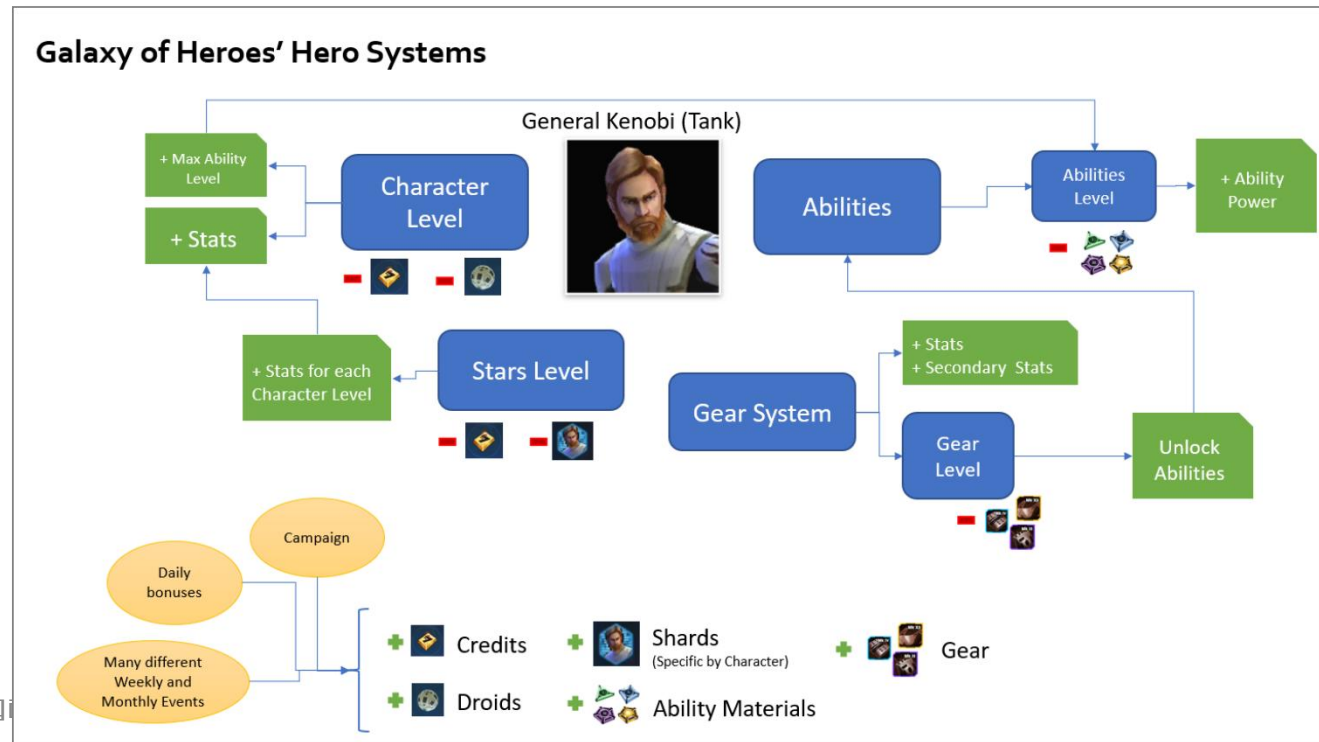 Galaxy of Heroes' Hero Systems
General Kenobi (Tank)
+ Max Ability
Level
Character
Level
+ Stats
Abilities
Abilities
Level
+ Ability
Power
+ Stats for each
Character Level
Stars Level
+ Stats
+ Secondary Stats
Gear System
Gear
Level
Unlock
Abilities
Campaign
Daily
bonuses
Many different
Weekly and
Monthly Events
Credits
Shards
(Specific by Character)
Gear
Droids
Ability Materials